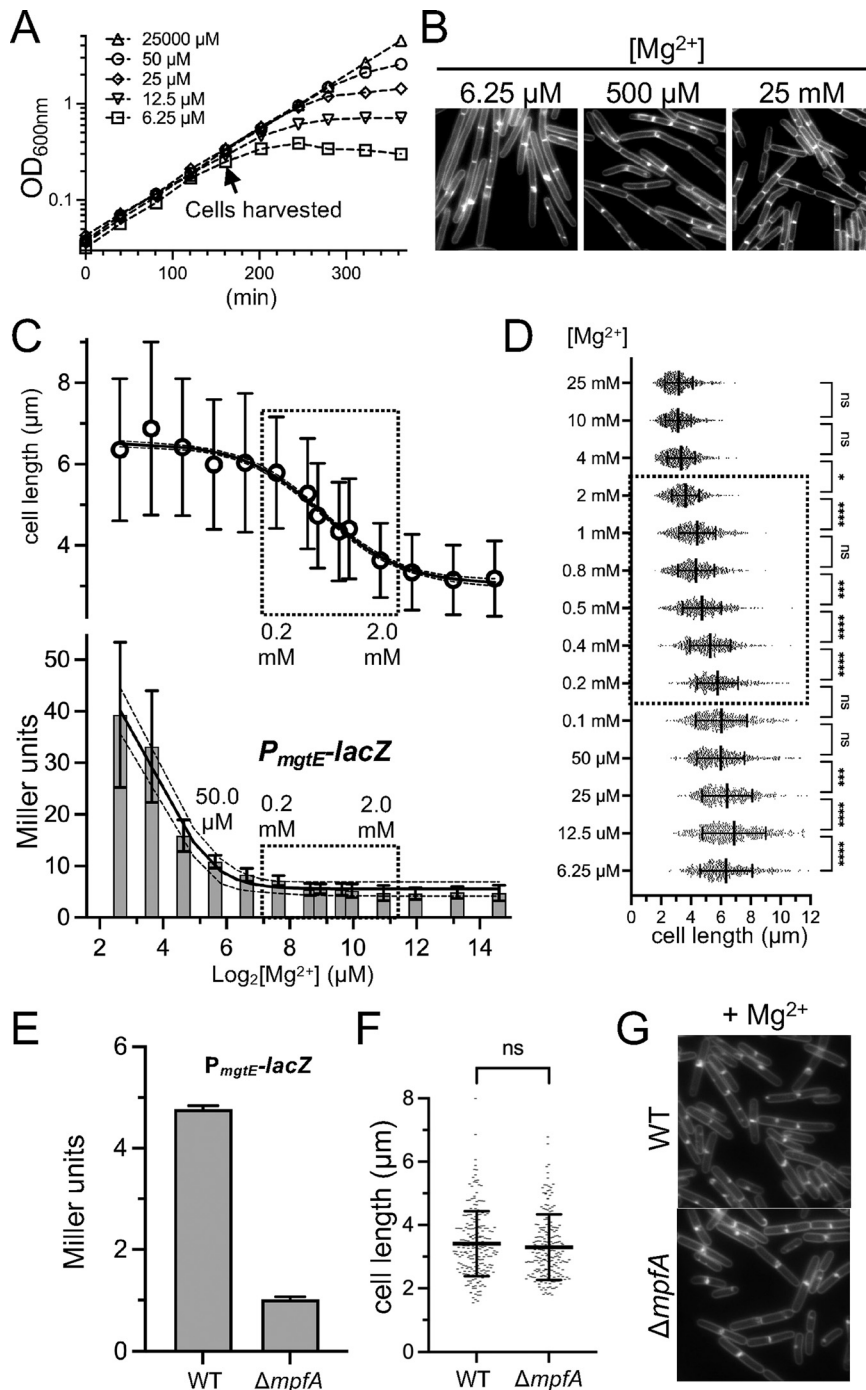 A
25000 µM
50 µM
25 µM
12.5 µM
6.25 µM
OD600nm
1
0.1
Cells harvested
0 100 200 300
(min)
B
[Mg²⁺]
6.25 µM 500 µM 25 mM
C
cell length (µm)
8
6
4
0.2 mM
2.0 mM
Miller units
50
40
30
20
10
0
PmgtE-lacZ
50.0 µM
0.2 mM
2.0 mM
2 4 6 8 10 12 14
Log₂[Mg²⁺] (µM)
D
[Mg²⁺]
25 mM
ns
10 mM
ns
4 mM
*
2 mM
****
1 mM
ns
0.8 mM
***
0.5 mM
****
0.4 mM
****
0.2 mM
ns
0.1 mM
ns
50 µM
***
25 µM
****
12.5 uM
****
6.25 µM
0 2 4 6 8 10 12
cell length (µm)
E
PmgtE-lacZ
Miller units
6
4
2
0
WT ΔmpfA
F
ns
cell length (µm)
8
6
4
2
0
WT ΔmpfA
G
+ Mg²⁺
WT
ΔmpfA